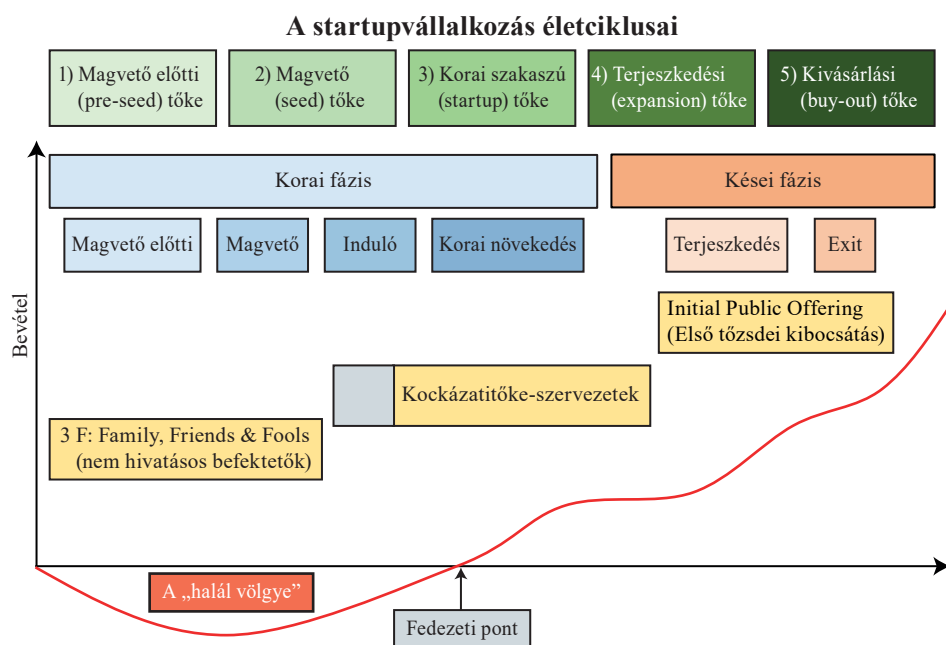 A startupvállalkozás életciklusai
1) Magvető előtti
(pre-seed) tőke
2) Magvető
(seed) tőke
3) Korai szakaszú
(startup) tőke
4) Terjeszkedési
(expansion) tőke
5) Kivásárlási
(buy-out) tőke
Korai fázis
Kései fázis
Magvető előtti
Magvető
Induló
Korai növekedés
Terjeszkedés
Exit
Bevétel
Initial Public Offering
(Első tőzsdei kibocsátás)
Kockázatitőke-szervezetek
3 F: Family, Friends & Fools
(nem hivatásos befektetők)
A „halál völgye”
Fedezeti pont